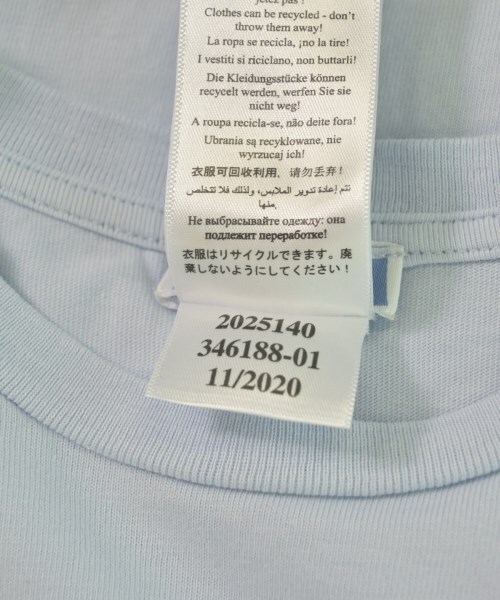 jetez pas !
Clothes can be recycled - don't
throw them away!
La ropa se recicla, ¡no la tire!
I vestiti si riciclano, non buttarli!
Die Kleidungsstücke können
recycelt werden, werfen Sie sie
nicht weg!
A roupa recicla-se, não deite fora!
Ubrania są recyklowane, nie
wyrzucaj ich!
衣服可回收利用，请勿丢弃！
تتم إعادة تدوير الملابس، ولذلك فلا تتخلص
منها.
Не выбрасывайте одежду: она
подлежит переработке!
衣服はリサイクルできます。廃
棄しないようにしてください！
2025140
346188-01
11/2020